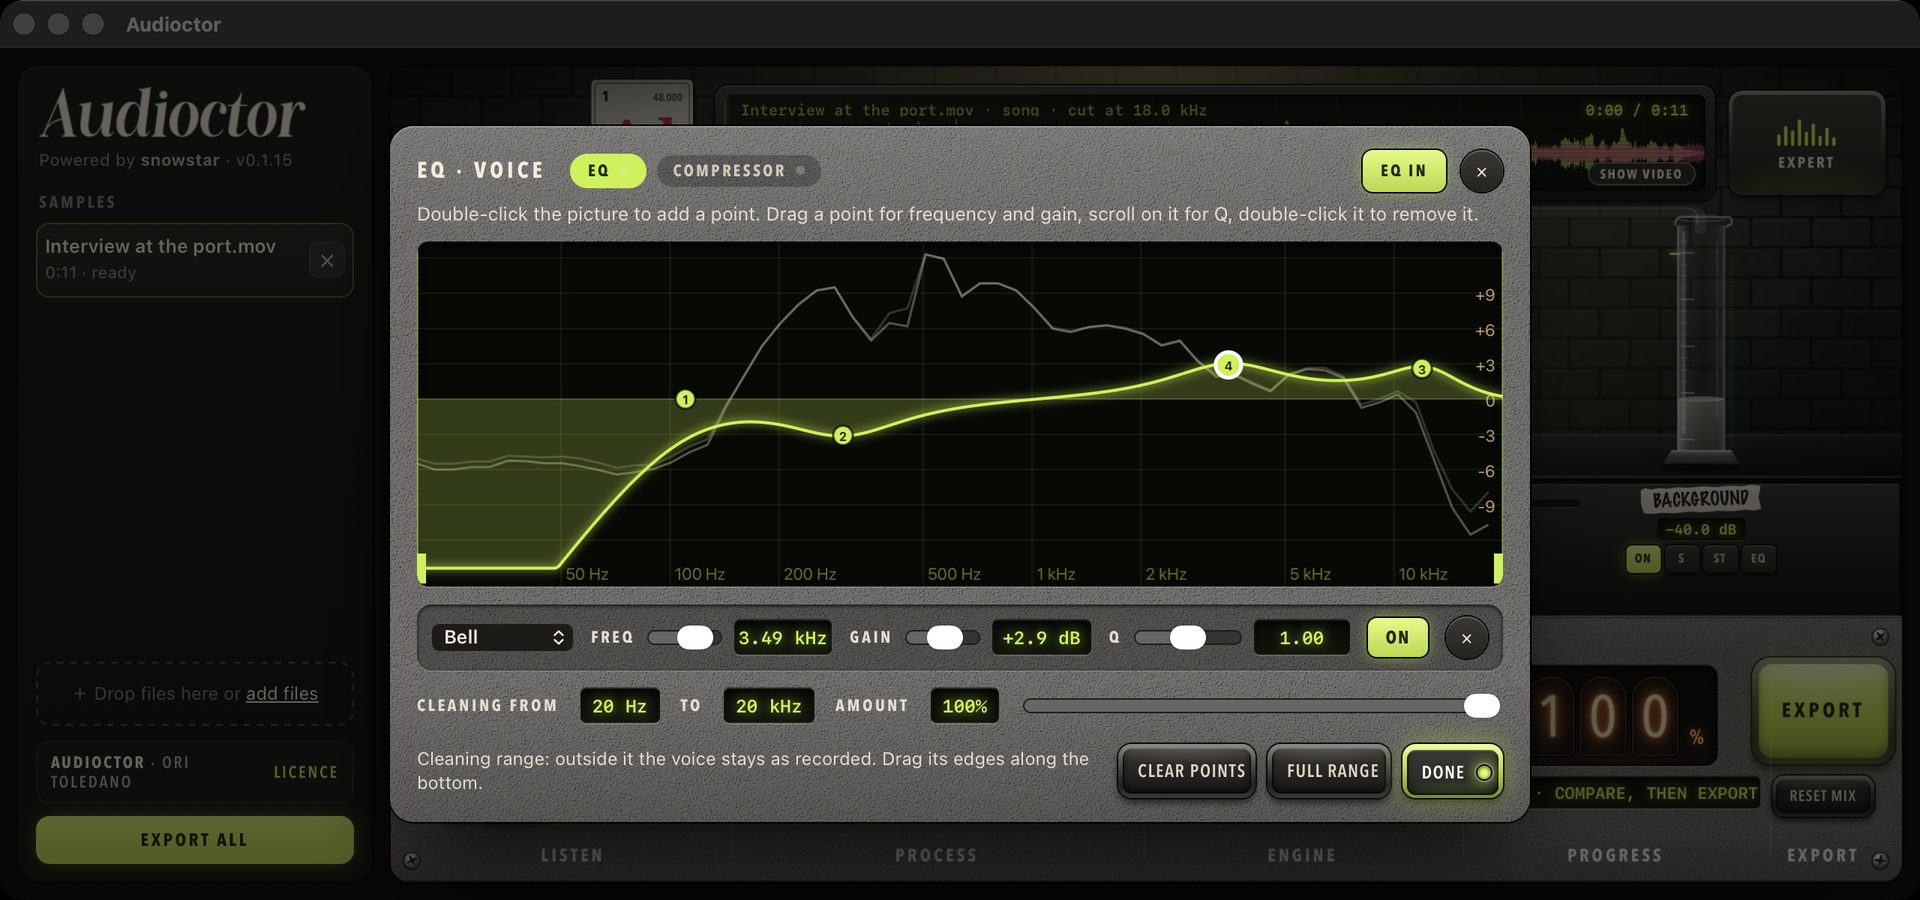 Audioctor
Audioctor
Powered by snowstar · v0.1.15
SAMPLES
Interview at the port.mov
0:11 · ready
+ Drop files here or add files
AUDIOCTOR · ORI TOLEDANO
LICENCE
EXPORT ALL
1 48.000
Interview at the port.mov · song · cut at 18.0 kHz
0:00 / 0:11
SHOW VIDEO
EXPERT
EQ · VOICE
EQ
COMPRESSOR
EQ IN
×
Double-click the picture to add a point. Drag a point for frequency and gain, scroll on it for Q, double-click it to remove it.
+9
+6
+3
0
-3
-6
-9
1
2
4
3
50 Hz 100 Hz 200 Hz 500 Hz 1 kHz 2 kHz 5 kHz 10 kHz
Bell FREQ 3.49 kHz GAIN +2.9 dB Q 1.00 ON ×
CLEANING FROM 20 Hz TO 20 kHz AMOUNT 100%
Cleaning range: outside it the voice stays as recorded. Drag its edges along the
bottom.
CLEAR POINTS
FULL RANGE
DONE
BACKGROUND
-40.0 dB
ON S ST EQ
100 %
EXPORT
· COMPARE, THEN EXPORT
RESET MIX
LISTEN PROCESS ENGINE PROGRESS EXPORT